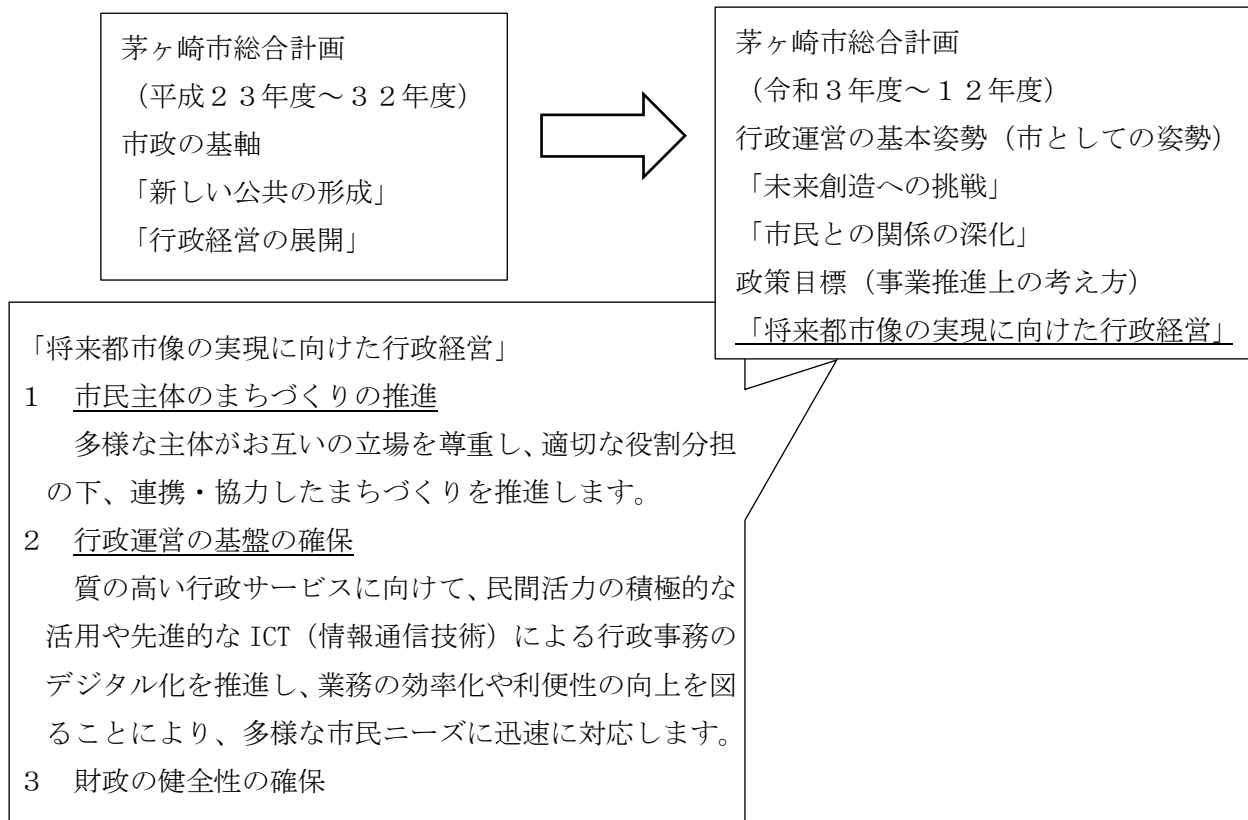 茅ヶ崎市総合計画
（平成２３年度～３２年度）
市政の基軸
「新しい公共の形成」
「行政経営の展開」
茅ヶ崎市総合計画
（令和３年度～１２年度）
行政運営の基本姿勢（市としての姿勢）
「未来創造への挑戦」
「市民との関係の深化」
政策目標（事業推進上の考え方）
「将来都市像の実現に向けた行政経営」
「将来都市像の実現に向けた行政経営」
１　市民主体のまちづくりの推進
多様な主体がお互いの立場を尊重し、適切な役割分担
の下、連携・協力したまちづくりを推進します。
２　行政運営の基盤の確保
質の高い行政サービスに向けて、民間活力の積極的な
活用や先進的な ICT（情報通信技術）による行政事務の
デジタル化を推進し、業務の効率化や利便性の向上を図
ることにより、多様な市民ニーズに迅速に対応します。
３　財政の健全性の確保